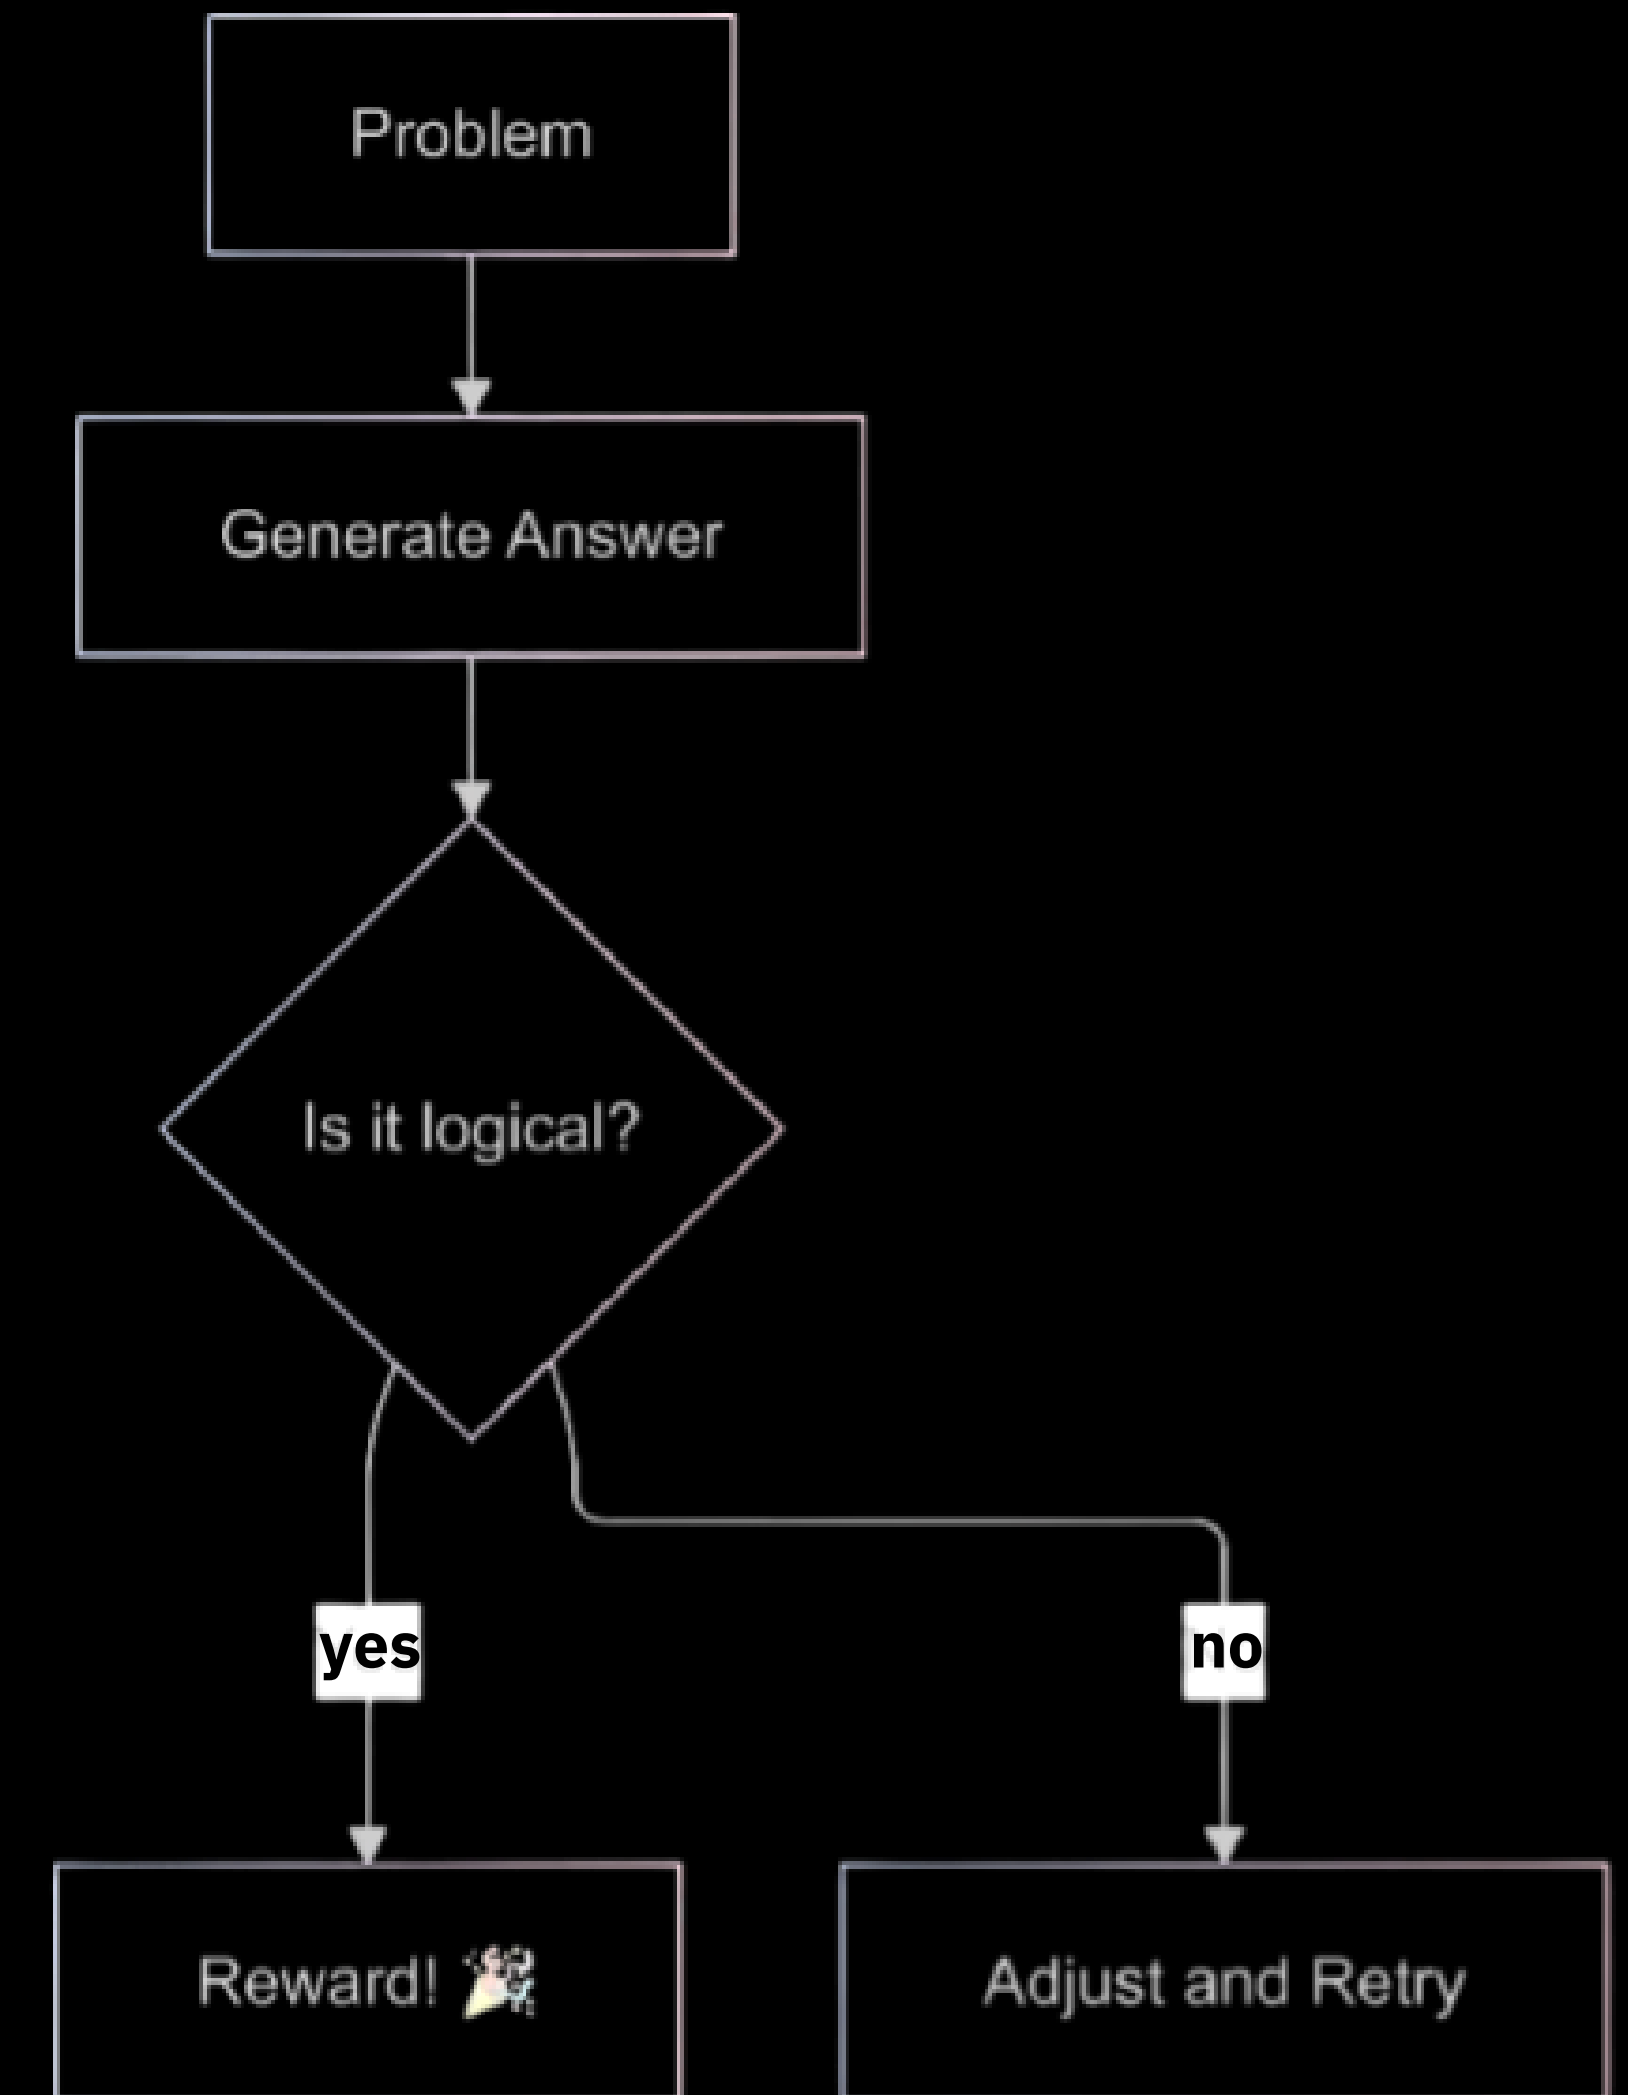 Problem
Generate Answer
Is it logical?
yes
no
Reward! 🎉
Adjust and Retry